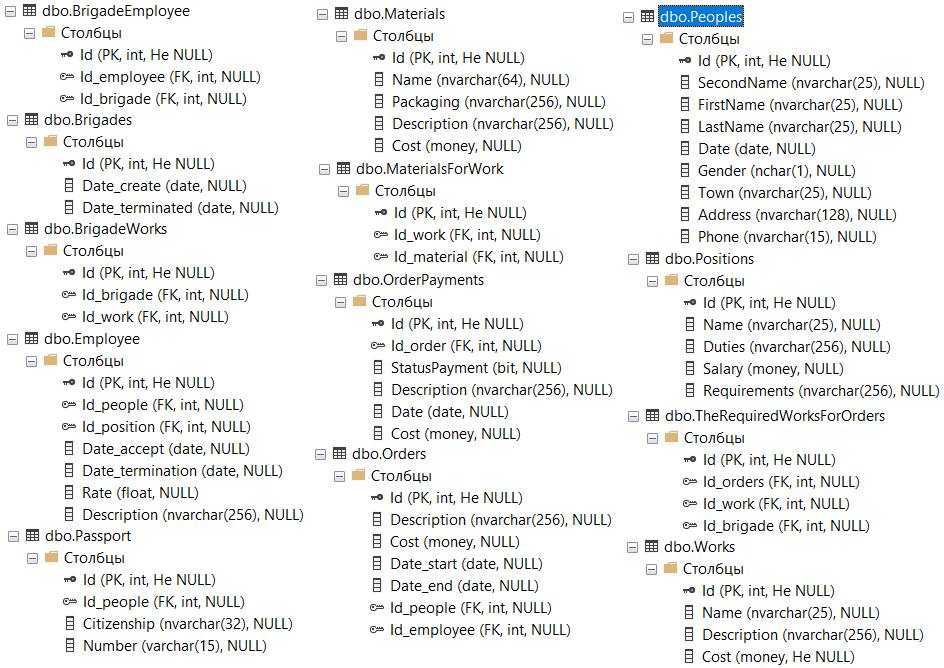 dbo.BrigadeEmployee
Столбцы
Id (PK, int, Не NULL)
Id_employee (FK, int, NULL)
Id_brigade (FK, int, NULL)
dbo.Brigades
Столбцы
Id (PK, int, Не NULL)
Date_create (date, NULL)
Date_terminated (date, NULL)
dbo.BrigadeWorks
Столбцы
Id (PK, int, Не NULL)
Id_brigade (FK, int, NULL)
Id_work (FK, int, NULL)
dbo.Employee
Столбцы
Id (PK, int, Не NULL)
Id_people (FK, int, NULL)
Id_position (FK, int, NULL)
Date_accept (date, NULL)
Date_termination (date, NULL)
Rate (float, NULL)
Description (nvarchar(256), NULL)
dbo.Passport
Столбцы
Id (PK, int, Не NULL)
Id_people (FK, int, NULL)
Citizenship (nvarchar(32), NULL)
Number (varchar(15), NULL)
dbo.Materials
Столбцы
Id (PK, int, Не NULL)
Name (nvarchar(64), NULL)
Packaging (nvarchar(256), NULL)
Description (nvarchar(256), NULL)
Cost (money, NULL)
dbo.MaterialsForWork
Столбцы
Id (PK, int, Не NULL)
Id_work (FK, int, NULL)
Id_material (FK, int, NULL)
dbo.OrderPayments
Столбцы
Id (PK, int, Не NULL)
Id_order (FK, int, NULL)
StatusPayment (bit, NULL)
Description (nvarchar(256), NULL)
Date (date, NULL)
Cost (money, NULL)
dbo.Orders
Столбцы
Id (PK, int, Не NULL)
Description (nvarchar(256), NULL)
Cost (money, NULL)
Date_start (date, NULL)
Date_end (date, NULL)
Id_people (FK, int, NULL)
Id_employee (FK, int, NULL)
dbo.Peoples
Столбцы
Id (PK, int, Не NULL)
SecondName (nvarchar(25), NULL)
FirstName (nvarchar(25), NULL)
LastName (nvarchar(25), NULL)
Date (date, NULL)
Gender (nchar(1), NULL)
Town (nvarchar(25), NULL)
Address (nvarchar(128), NULL)
Phone (nvarchar(15), NULL)
dbo.Positions
Столбцы
Id (PK, int, Не NULL)
Name (nvarchar(25), NULL)
Duties (nvarchar(256), NULL)
Salary (money, NULL)
Requirements (nvarchar(256), NULL)
dbo.TheRequiredWorksForOrders
Столбцы
Id (PK, int, Не NULL)
Id_orders (FK, int, NULL)
Id_work (FK, int, NULL)
Id_brigade (FK, int, NULL)
dbo.Works
Столбцы
Id (PK, int, Не NULL)
Name (nvarchar(25), NULL)
Description (nvarchar(256), NULL)
Cost (money, Не NULL)